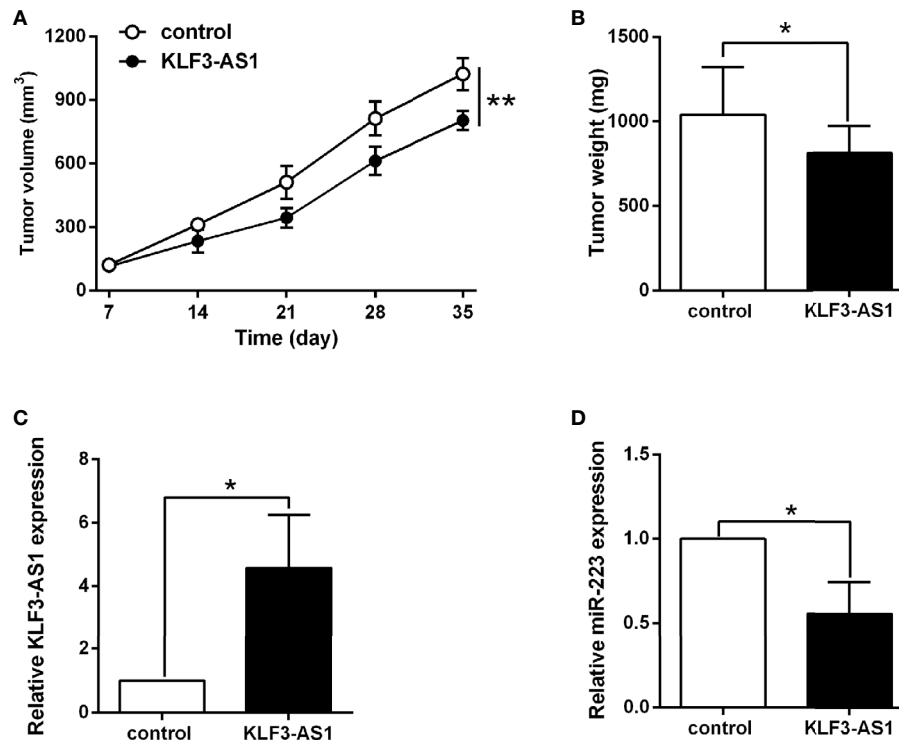 A
control
KLF3-AS1
Tumor volume (mm³)
1200
900
600
300
0
**
7 14 21 28 35
Time (day)
B
Tumor weight (mg)
1500
1000
500
0
*
control KLF3-AS1
C
Relative KLF3-AS1 expression
8
6
4
2
0
*
control KLF3-AS1
D
Relative miR-223 expression
1.5
1.0
0.5
0.0
*
control KLF3-AS1